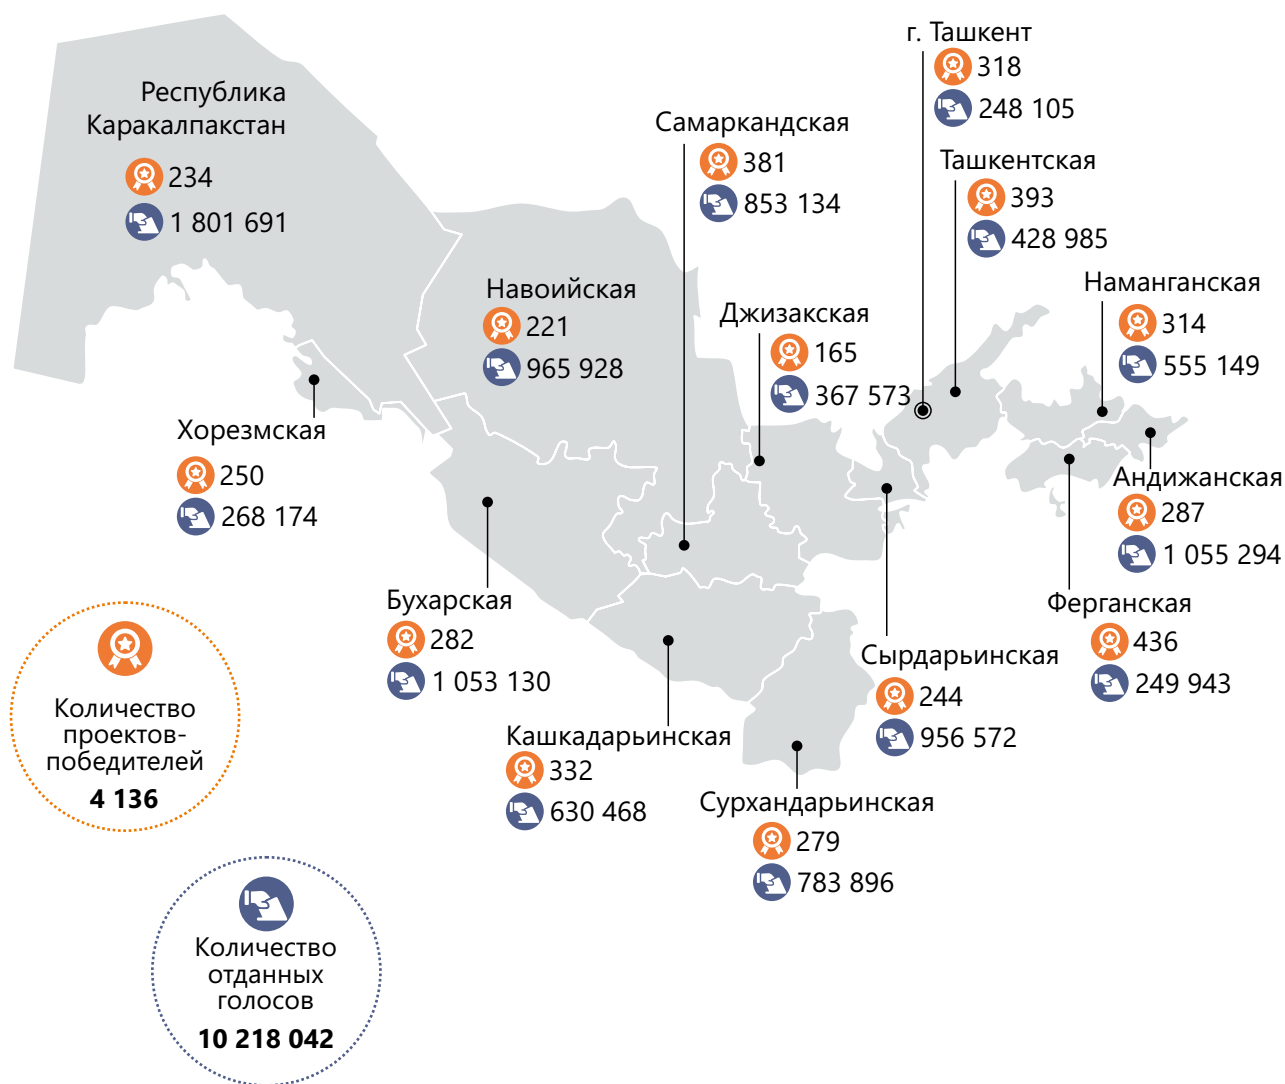 г. Ташкент
318
248 105
Республика
Каракалпакстан
234
1 801 691
Самаркандская
381
853 134
Ташкентская
393
428 985
Навоийская
221
965 928
Джизакская
165
367 573
Наманганская
314
555 149
Хорезмская
250
268 174
Андижанская
287
1 055 294
Бухарская
282
1 053 130
Ферганская
436
249 943
Сырдарьинская
244
956 572
Кашкадарьинская
332
630 468
Сурхандарьинская
279
783 896
Количество
проектов-
победителей
4 136
Количество
отданных
голосов
10 218 042